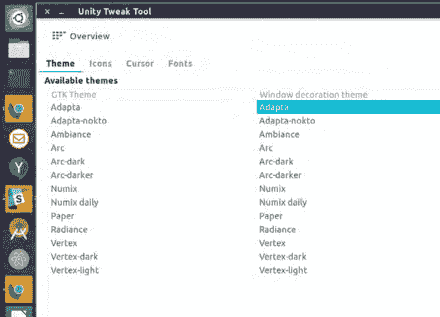 Unity Tweak Tool
Overview
Theme Icons Cursor Fonts
Available themes
GTK Theme Window decoration theme
Adapta Adapta
Adapta-nokto Adapta-nokto
Ambiance Ambiance
Arc Arc
Arc-dark Arc-dark
Arc-darker Arc-darker
Numix Numix
Numix daily Numix daily
Paper Paper
Radiance Radiance
Vertex Vertex
Vertex-dark Vertex-dark
Vertex-light Vertex-light